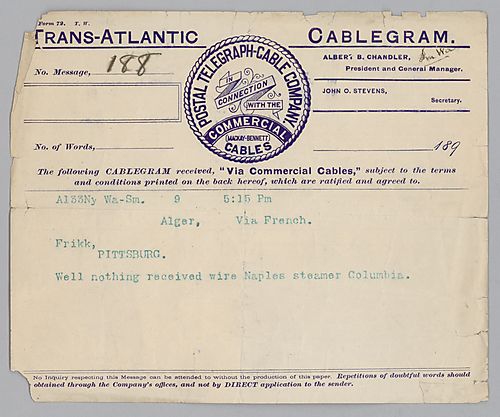 Form 72. T. W.
TRANS-ATLANTIC CABLEGRAM.
ALBERT B. CHANDLER,
President and General Manager.
JOHN O. STEVENS,
Secretary.
No. Message, 188
POSTAL TELEGRAPH-CABLE COMPANY
IN
CONNECTION
WITH THE
COMMERCIAL
(MACKAY-BENNETT)
CABLES
No. of Words, 189
The following CABLEGRAM received, "Via Commercial Cables," subject to the terms
and conditions printed on the back hereof, which are ratified and agreed to.
A133Ny Wa-Sm. 9 5:15 Pm
Alger, Via French.
Frikk,
PITTSBURG.
Well nothing received wire Naples steamer Columbia.
No Inquiry respecting this Message can be attended to without the production of this paper. Repetitions of doubtful words should
obtained through the Company's offices, and not by DIRECT application to the sender.